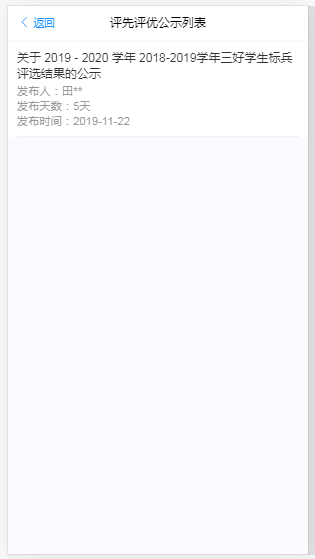 返回
评先评优公示列表
关于 2019 - 2020 学年 2018-2019学年三好学生标兵
评选结果的公示
发布人：田**
发布天数：5天
发布时间：2019-11-22